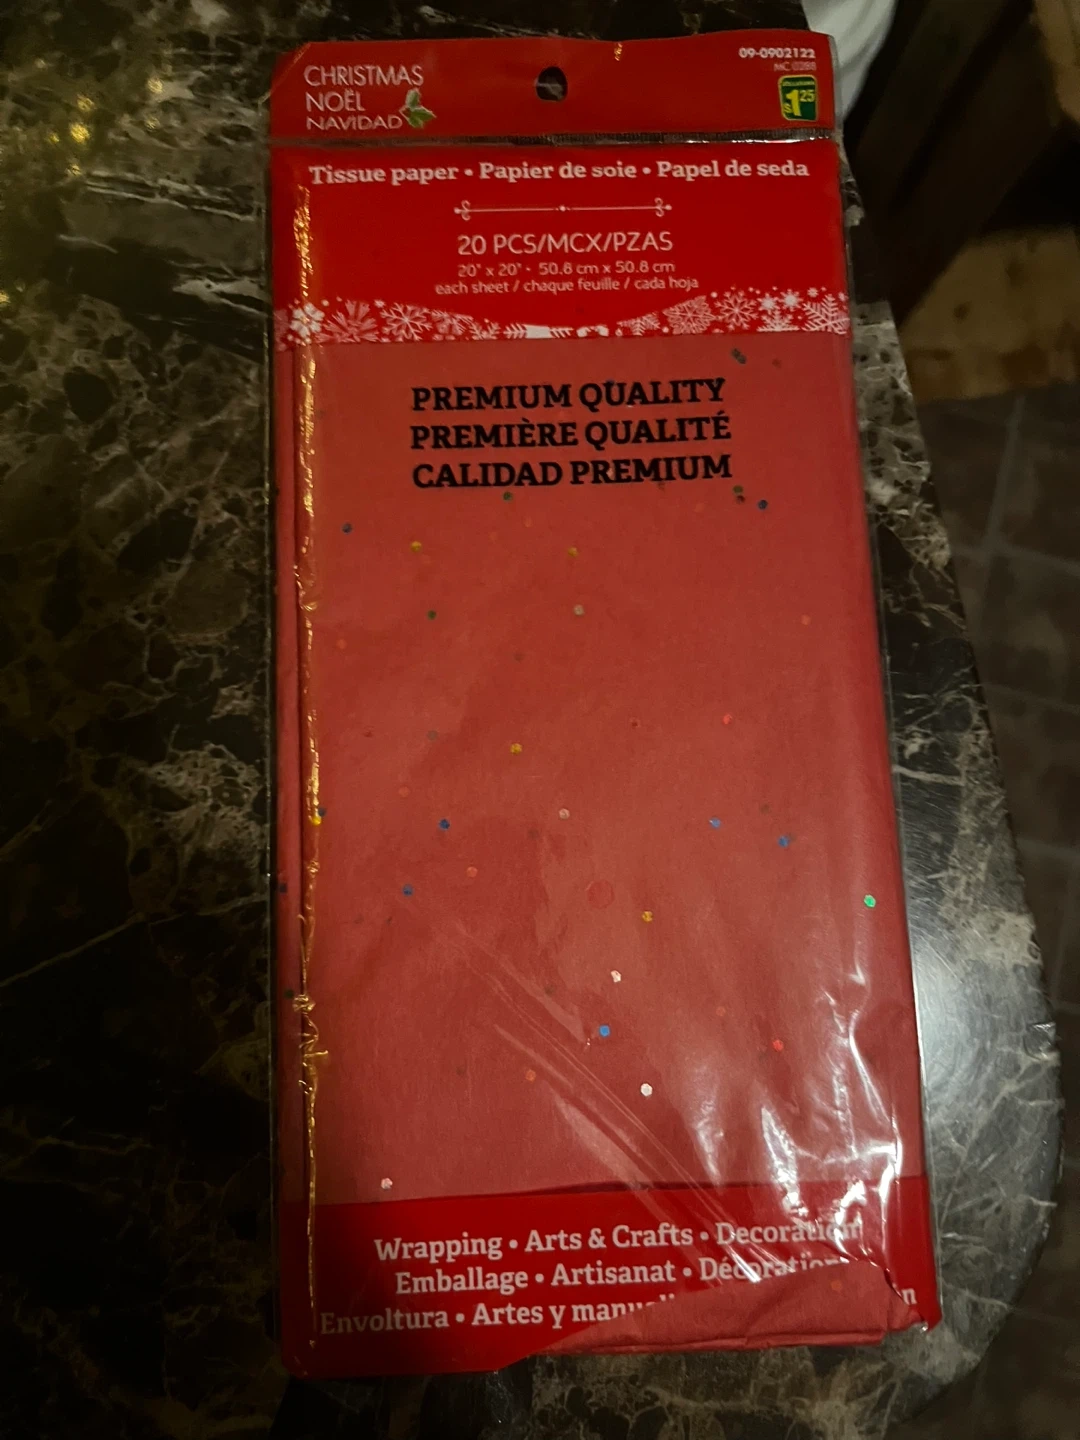 CHRISTMAS
NOËL
NAVIDAD
09-0902122
MC 0288
$1.25
Tissue paper • Papier de soie • Papel de seda
20 PCS/MCX/PZAS
20" x 20" • 50.8 cm x 50.8 cm
each sheet / chaque feuille / cada hoja
PREMIUM QUALITY
PREMIÈRE QUALITÉ
CALIDAD PREMIUM
Wrapping • Arts & Crafts • Decoration
Emballage • Artisanat • Décoration
Envoltura • Artes y